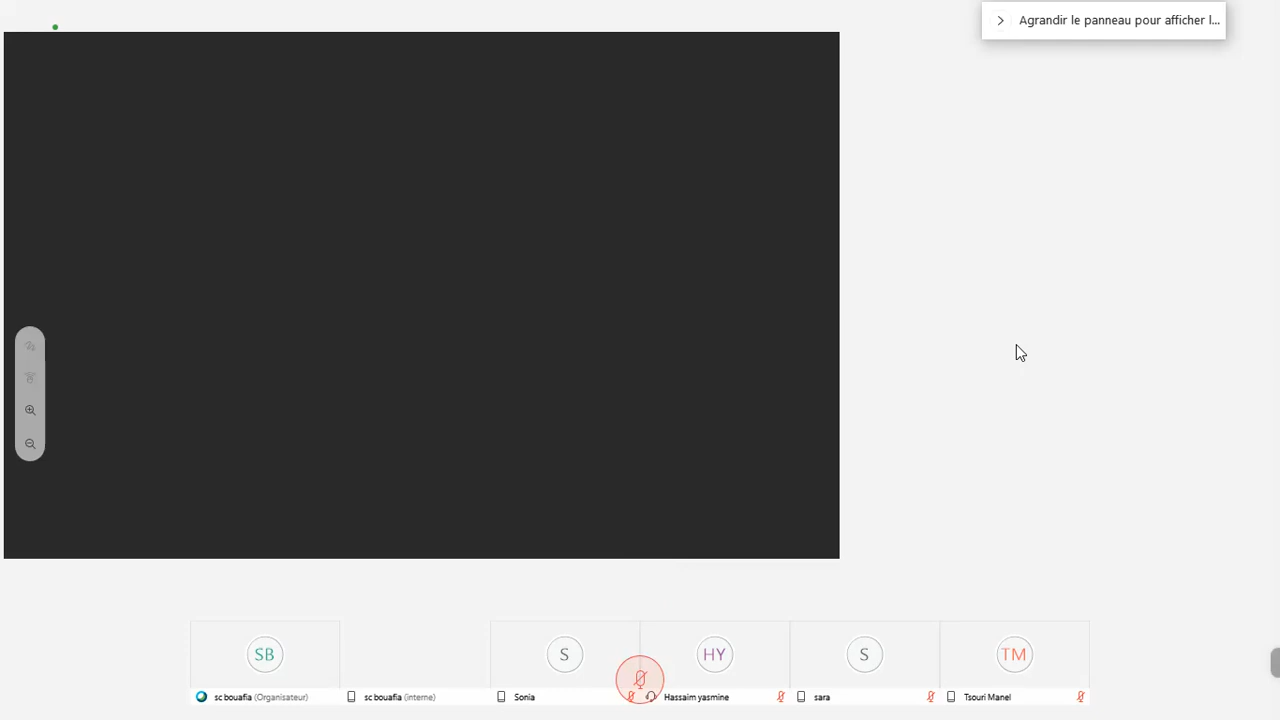 Agrandir le panneau pour afficher l...
SB
S
HY
S
TM
sc bouafia (Organisateur)
sc bouafia (interne)
Sonia
Hassaim yasmine
sara
Tsouri Manel